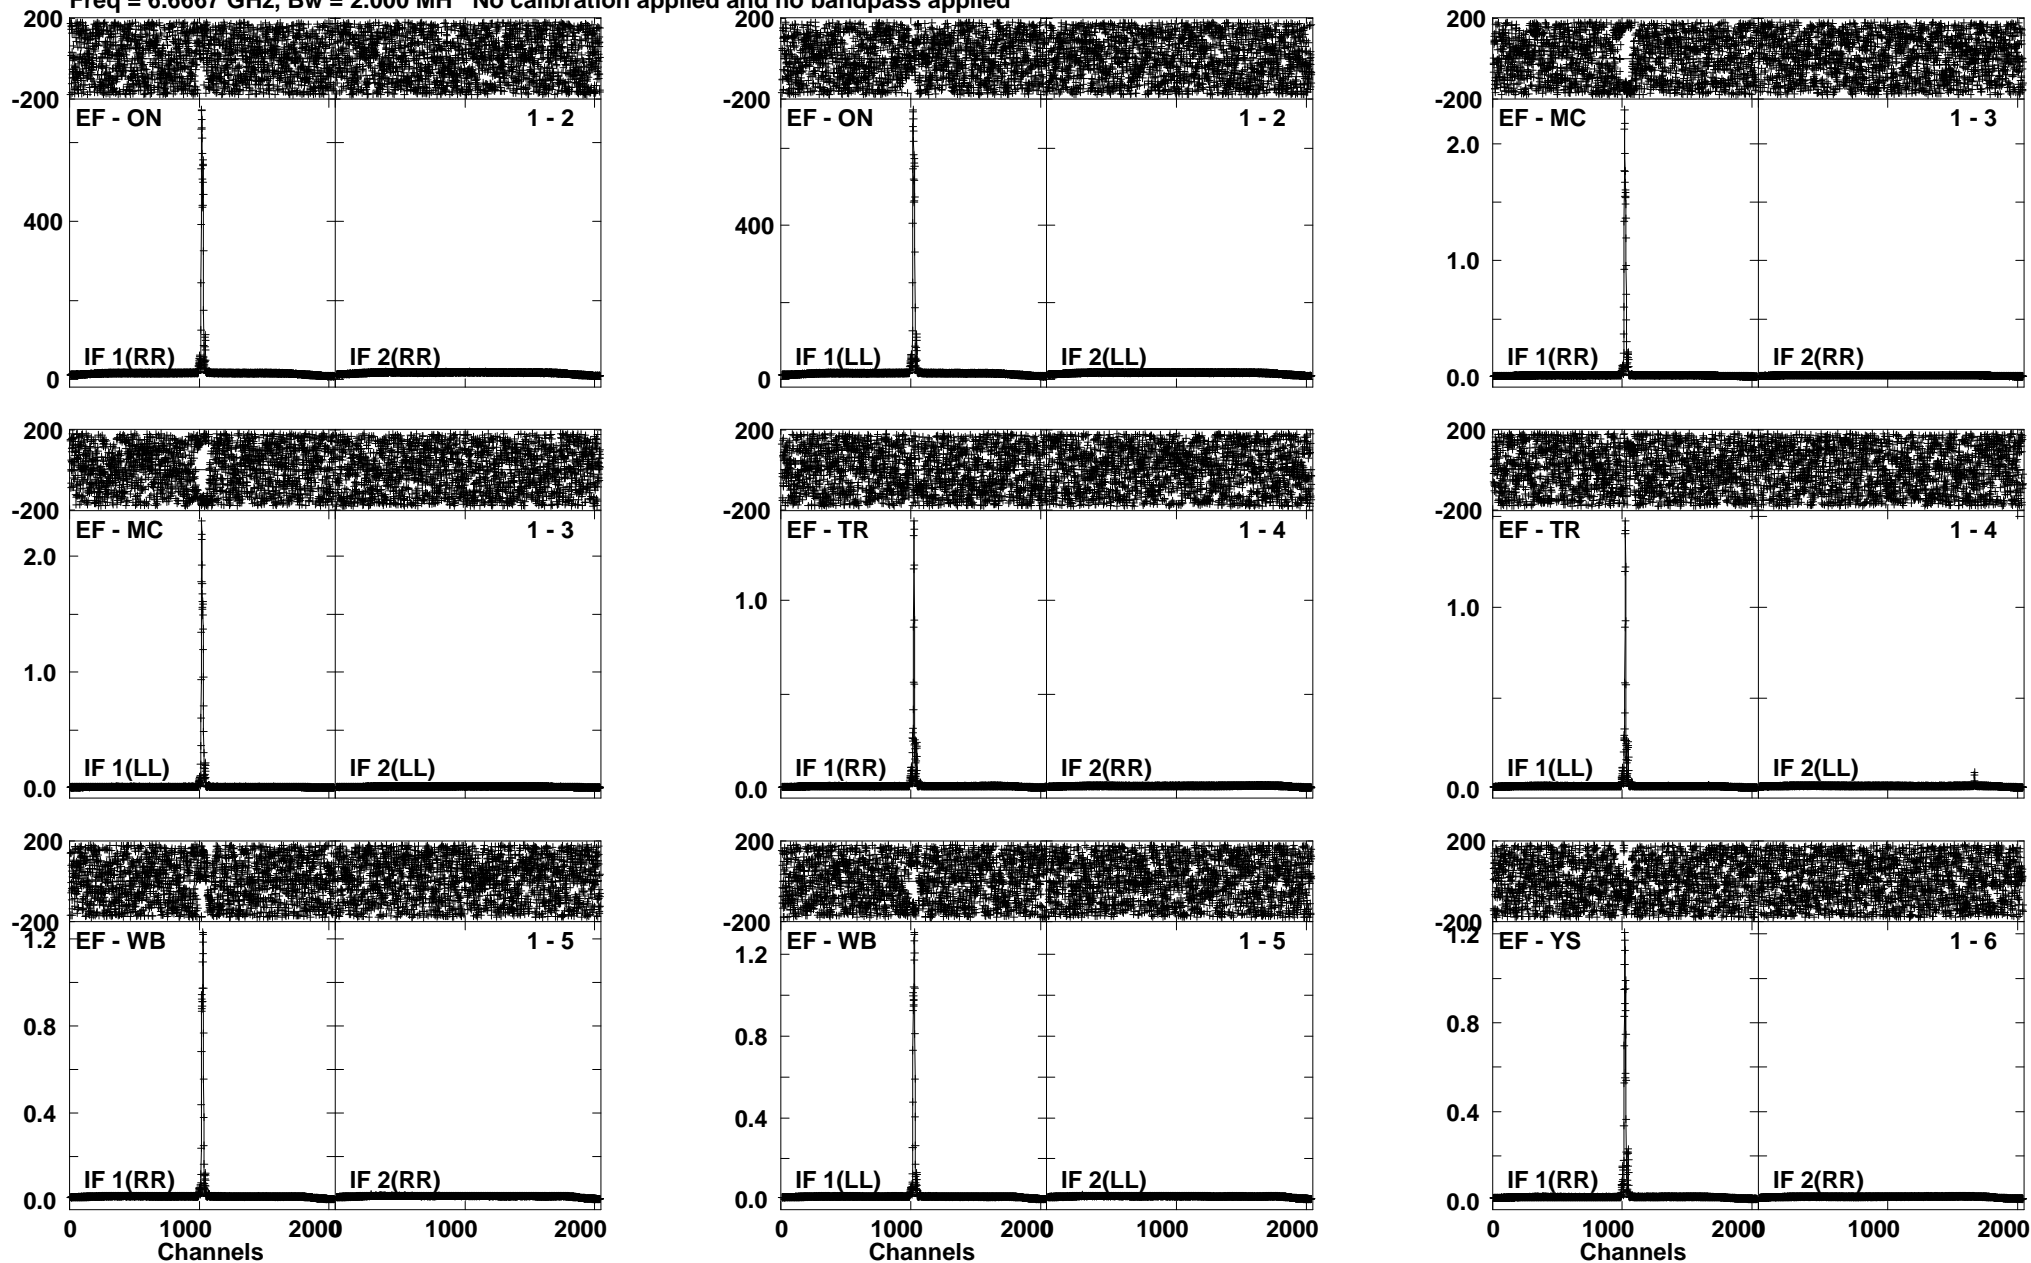 Freq = 6.6667 GHz, Bw = 2.000 MH No calibration applied and no bandpass applied
200 200 200
-200 -200 -200
EF - ON 1 - 2 EF - ON 1 - 2 EF - MC 1 - 3
2.0
400 400
1.0
IF 1(RR) IF 2(RR) IF 1(LL) IF 2(LL) IF 1(RR) IF 2(RR)
0 0 0.0
200 200 200
-200 -200 -200
EF - MC 1 - 3 EF - TR 1 - 4 EF - TR 1 - 4
2.0
1.0 1.0
1.0
IF 1(LL) IF 2(LL) IF 1(RR) IF 2(RR) IF 1(LL) IF 2(LL)
0.0 0.0 0.0
200 200 200
-200 -200 -200
EF - WB 1 - 5 EF - WB 1 - 5 EF - YS 1 - 6
1.2 1.2 1.2
0.8 0.8 0.8
0.4 0.4 0.4
IF 1(RR) IF 2(RR) IF 1(LL) IF 2(LL) IF 1(RR) IF 2(RR)
0.0 0.0 0.0
0 1000 2000 0 1000 2000 0 1000 2000 0 1000 2000 0 1000 2000 0 1000 2000
Channels Channels Channels